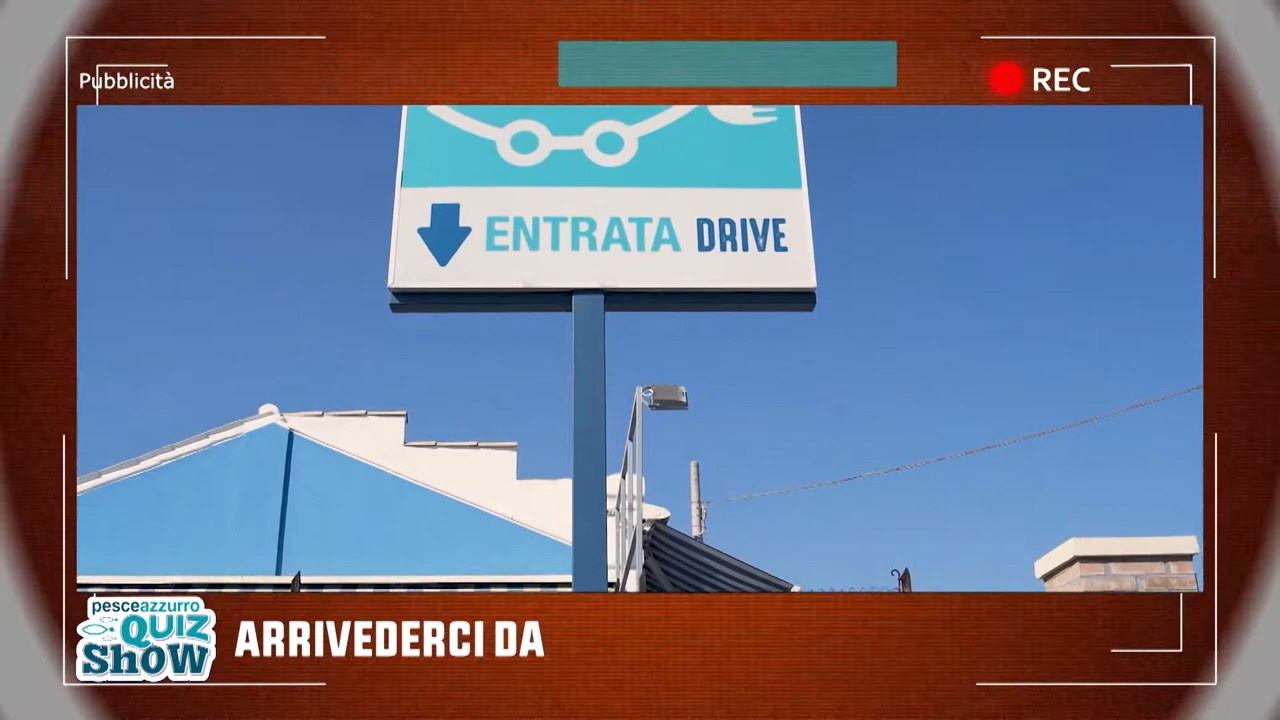 Pubblicità
REC
ENTRATA DRIVE
pesceazzurro
QUIZ
SHOW
ARRIVEDERCI DA